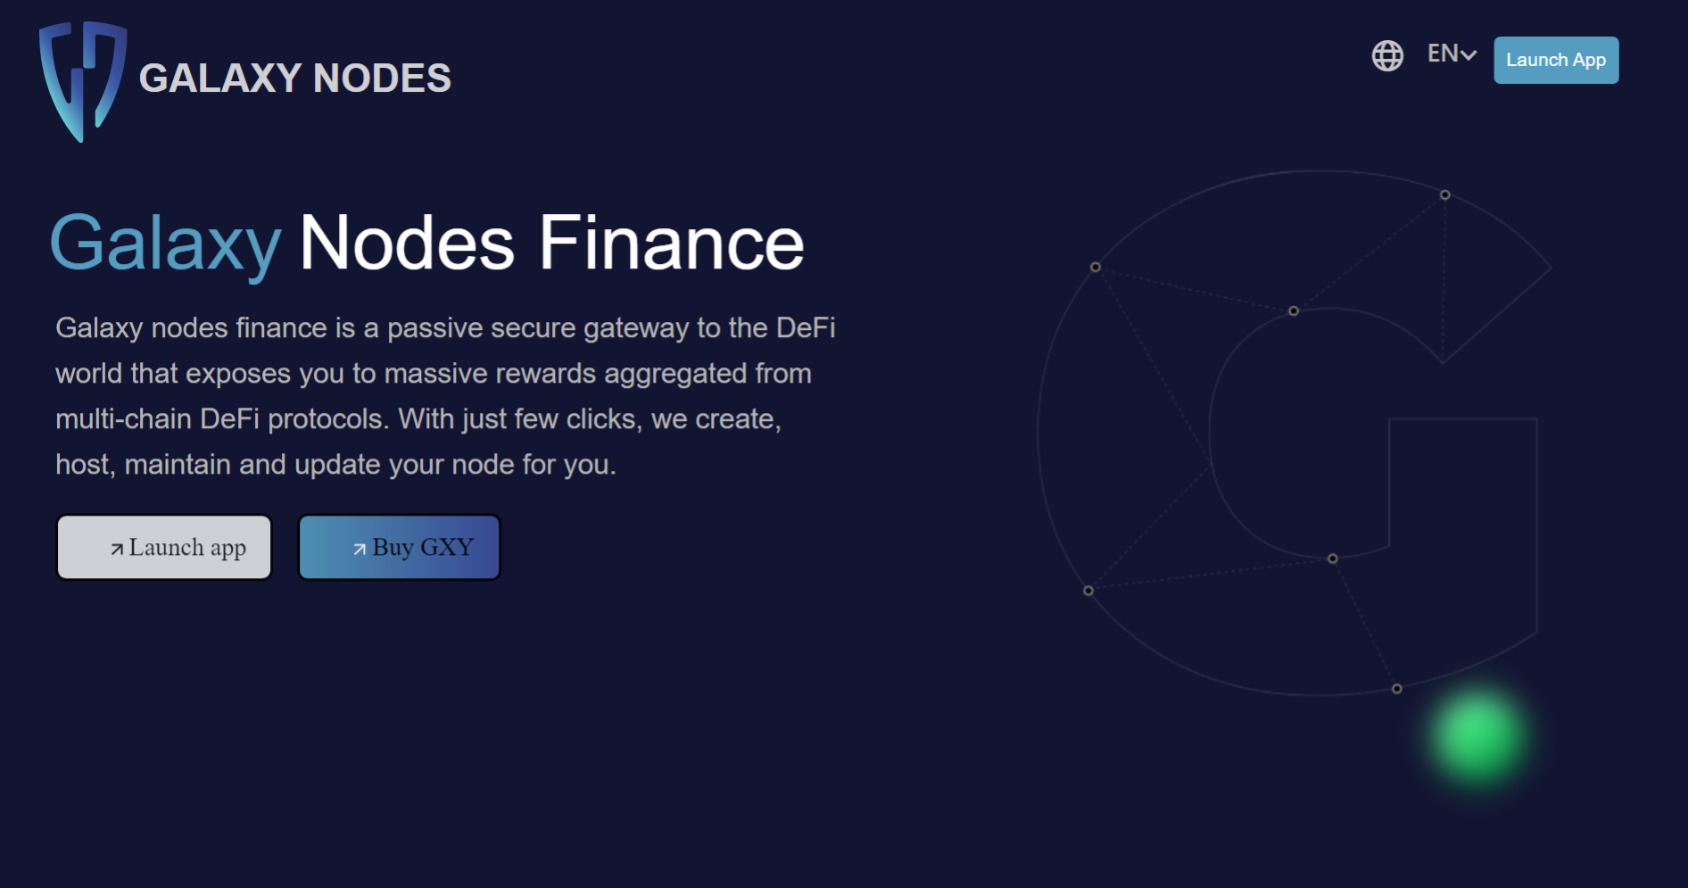 GALAXY NODES
EN
Launch App
Galaxy Nodes Finance
Galaxy nodes finance is a passive secure gateway to the DeFi
world that exposes you to massive rewards aggregated from
multi-chain DeFi protocols. With just few clicks, we create,
host, maintain and update your node for you.
Launch app
Buy GXY